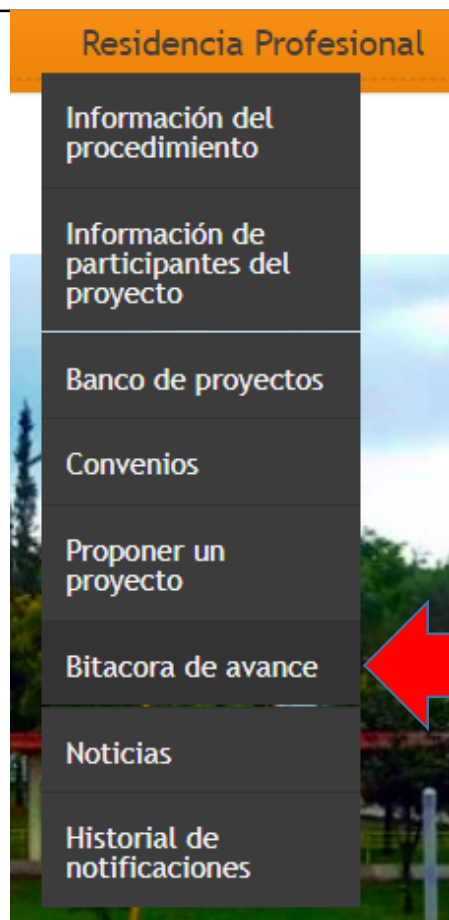 Residencia Profesional
Información del
procedimiento
Información de
participantes del
proyecto
Banco de proyectos
Convenios
Proponer un
proyecto
Bitacora de avance
Noticias
Historial de
notificaciones